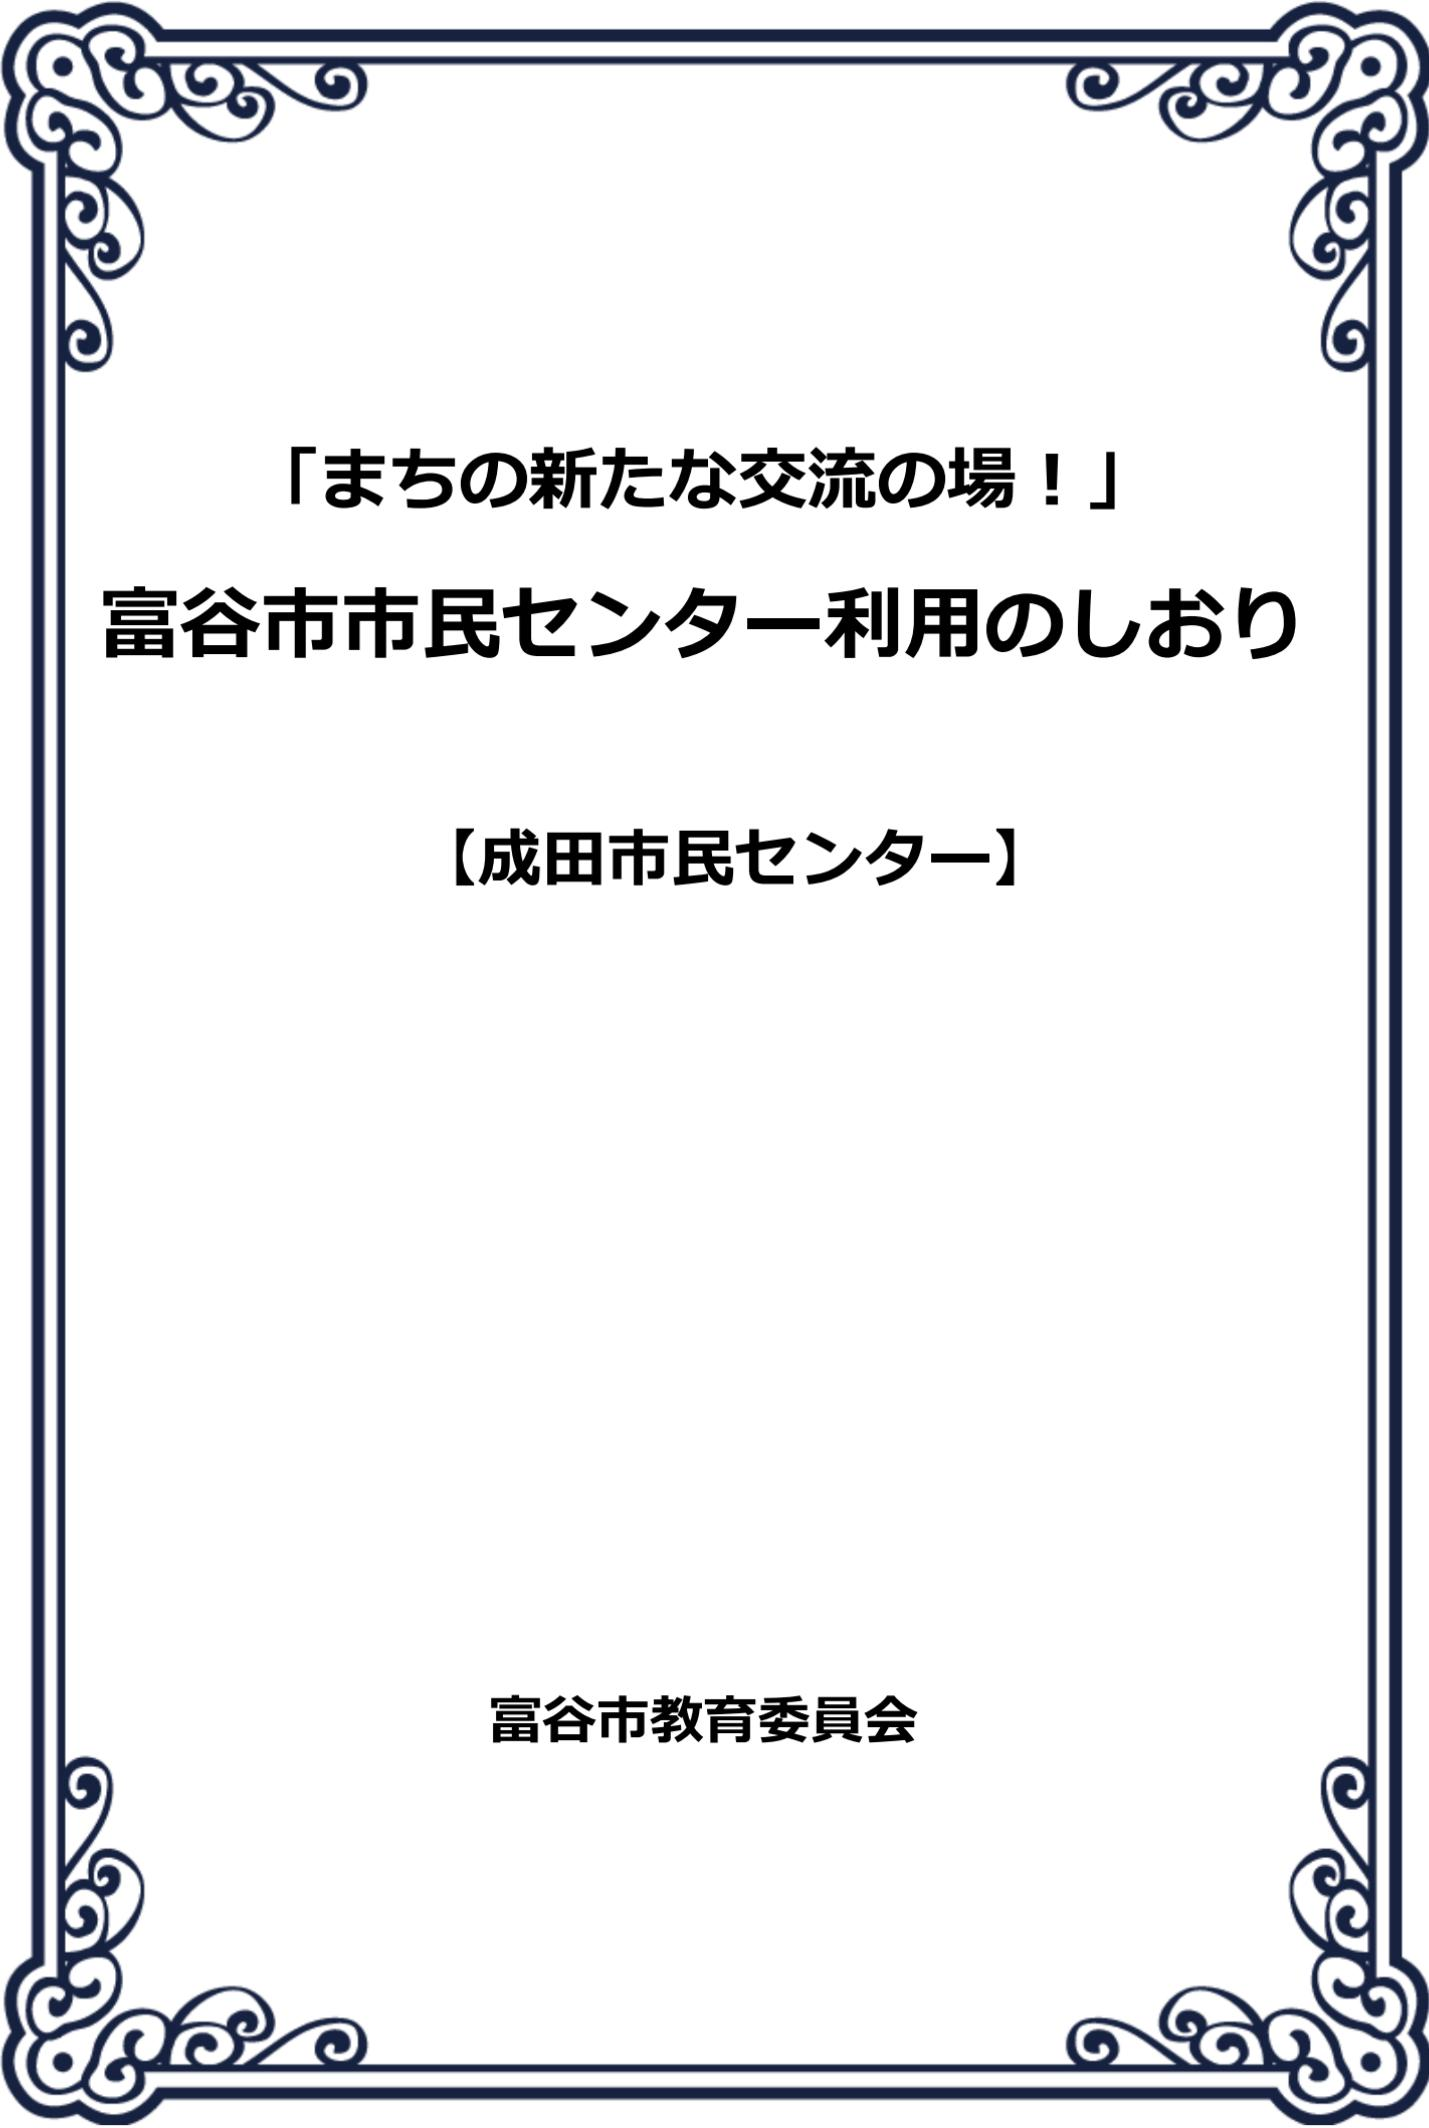 「まちの新たな交流の場！」
富谷市市民センター利用のしおり
【成田市民センター】
富谷市教育委員会